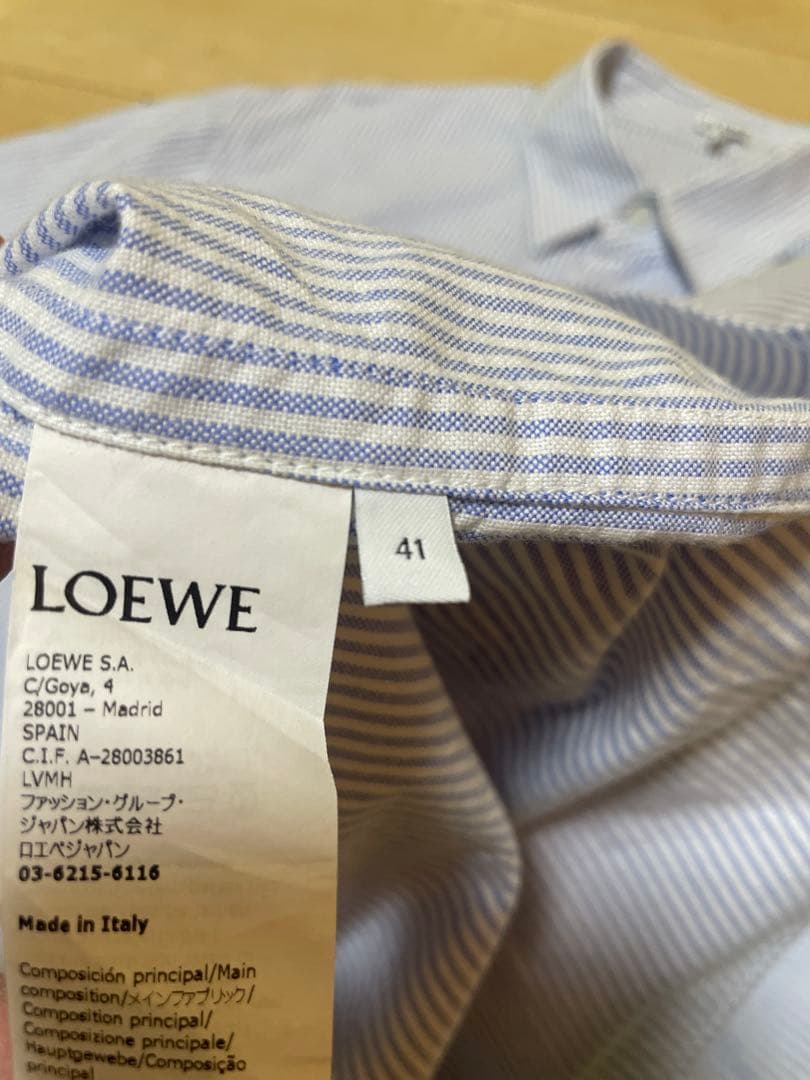 LOEWE
41
LOEWE S.A.
C/Goya, 4
28001 – Madrid
SPAIN
C.I.F. A-28003861
LVMH
ファッション・グループ・
ジャパン株式会社
ロエベジャパン
03-6215-6116
Made in Italy
Composición principal/Main
composition/メインファブリック/
Composition principal/
Composizione principale/
Hauptgewebe/Composição
principal